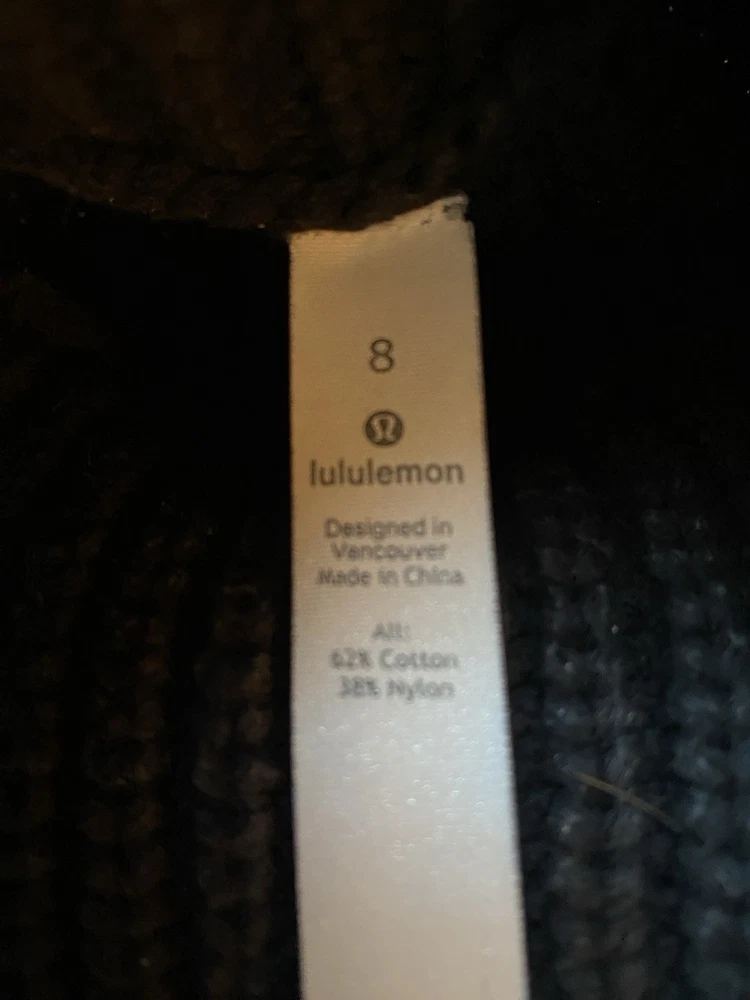 8
lululemon
Designed in
Vancouver
Made in China
All:
62% Cotton
38% Nylon